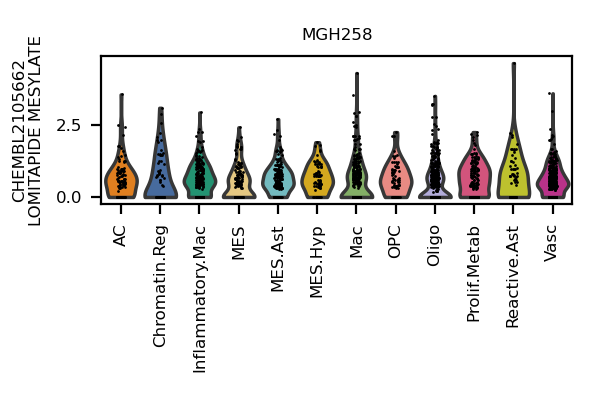 MGH258
CHEMBL2105662
LOMITAPIDE MESYLATE
2.5
0.0
AC
Chromatin.Reg
Inflammatory.Mac
MES
MES.Ast
MES.Hyp
Mac
OPC
Oligo
Prolif.Metab
Reactive.Ast
Vasc